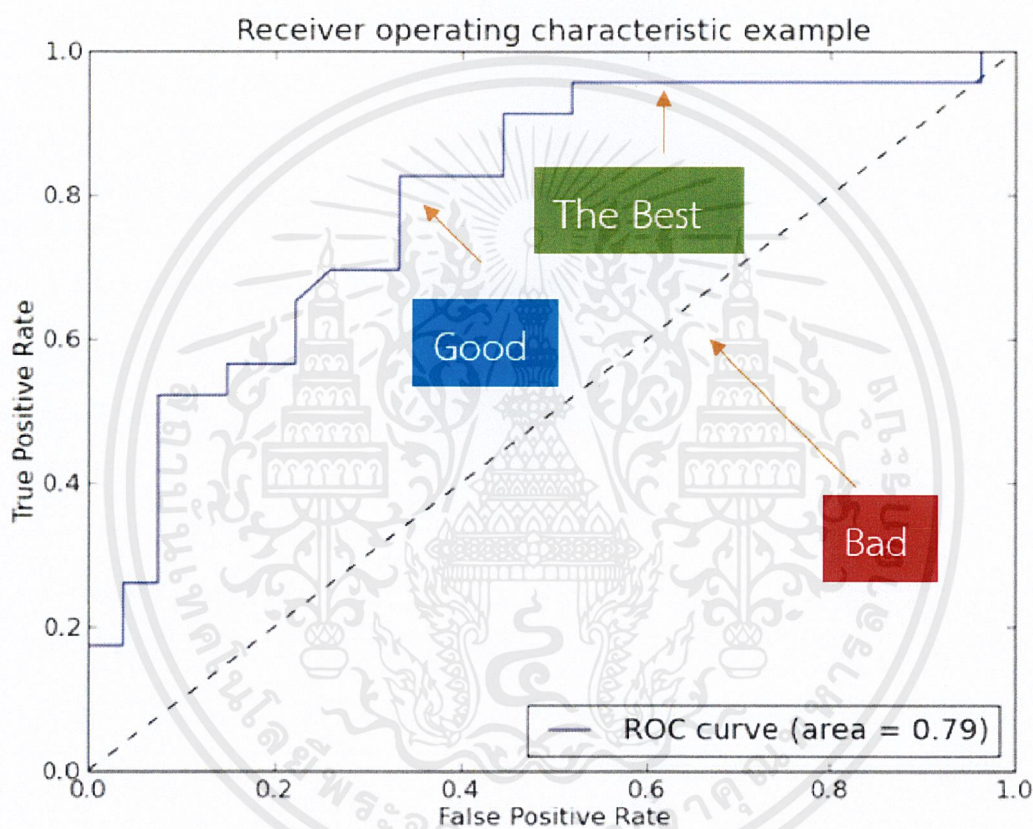 Receiver operating characteristic example
1.0
0.8
0.6
0.4
0.2
0.0
True Positive Rate
The Best
Good
Bad
ROC curve (area = 0.79)
0.0 0.2 0.4 0.6 0.8 1.0
False Positive Rate